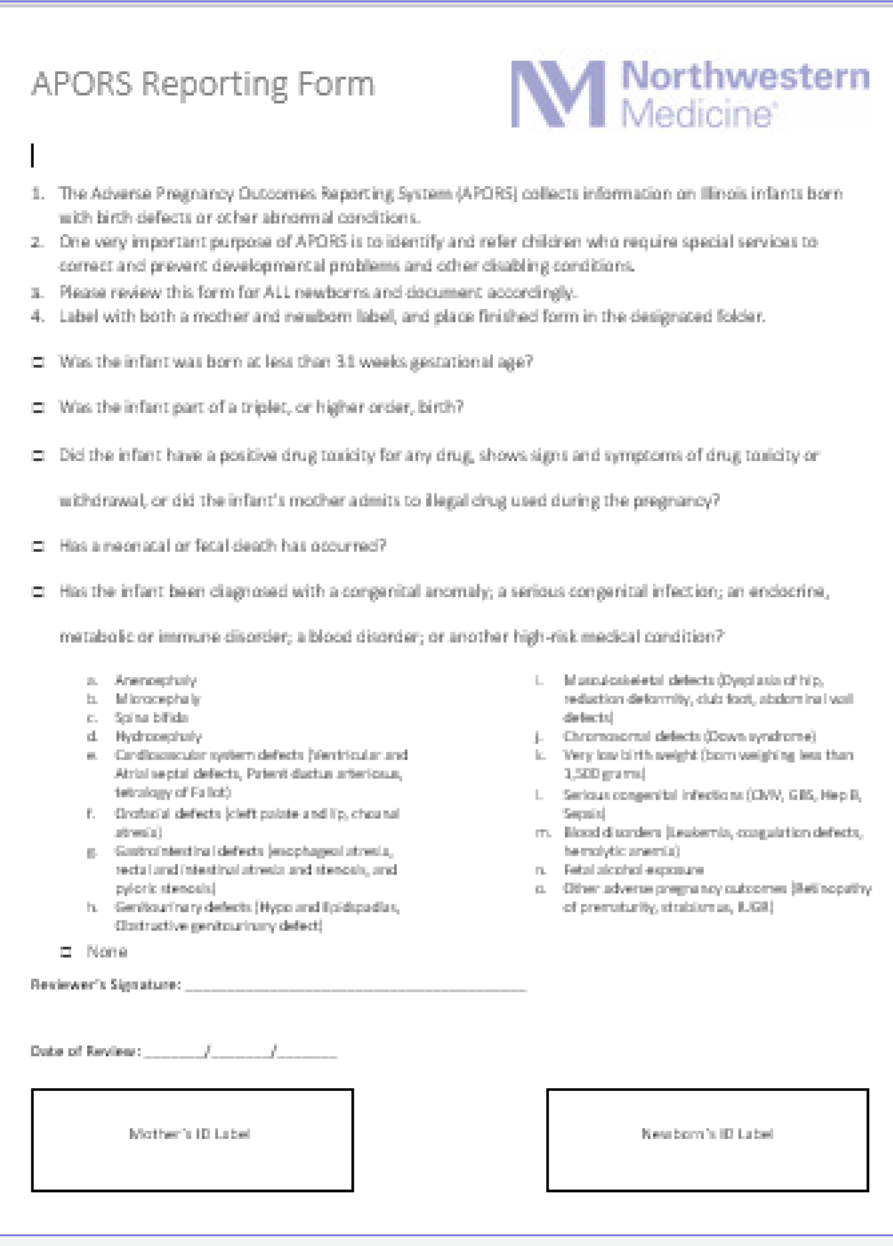 APORS Reporting Form
Northwestern
Medicine®
1. The Adverse Pregnancy Outcomes Reporting System (APORS) collects information on Illinois infants born
with birth defects or other abnormal conditions.
2. One very important purpose of APORS is to identify and refer children who require special services to
correct and prevent developmental problems and other disabling conditions.
3. Please review this form for ALL newborns and document accordingly.
4. Label with both a mother and newborn label, and place finished form in the designated folder.
□ Was the infant was born at less than 31 weeks gestational age?
□ Was the infant part of a triplet, or higher order, birth?
□ Did the infant have a positive drug toxicity for any drug, shows signs and symptoms of drug toxicity or
withdrawal, or did the infant's mother admits to illegal drug used during the pregnancy?
□ Has a neonatal or fetal death has occurred?
□ Has the infant been diagnosed with a congenital anomaly; a serious congenital infection; an endocrine,
metabolic or immune disorder; a blood disorder; or another high-risk medical condition?
a. Anencephaly
b. Microcephaly
c. Spina bifida
d. Hydrocephaly
e. Cardiovascular system defects (Ventricular and
Atrial septal defects, Patent ductus arteriosus,
tetralogy of Fallot)
f. Orofacial defects (cleft palate and lip, choanal
atresia)
g. Gastrointestinal defects (esophageal atresia,
rectal and intestinal atresia and stenosis, and
pyloric stenosis)
h. Genitourinary defects (Hypo and Epidspadias,
Obstructive genitourinary defect)
i. Musculoskeletal defects (Dysplasia of hip,
reduction deformity, club foot, abdominal wall
defects)
j. Chromosomal defects (Down syndrome)
k. Very low birth weight (born weighing less than
1,500 grams)
l. Serious congenital infections (CMV, GBS, Hep B,
Sepsis)
m. Blood disorders (Leukemia, coagulation defects,
hemolytic anemia)
n. Fetal alcohol exposure
o. Other adverse pregnancy outcomes (Retinopathy
of prematurity, strabismus, IUGR)
□ None
Reviewer's Signature: ____________________
Date of Review: _______/_______/_______
Mother's ID Label
Newborn's ID Label